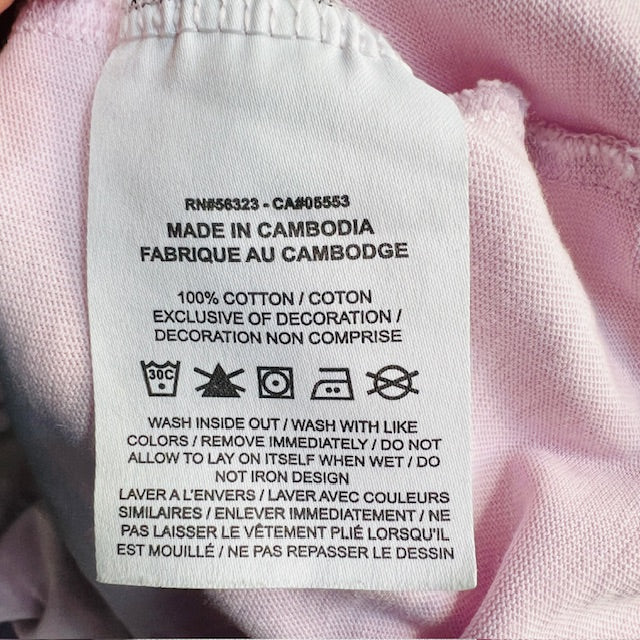 RN#56323 - CA#05553
MADE IN CAMBODIA
FABRIQUE AU CAMBODGE
100% COTTON / COTON
EXCLUSIVE OF DECORATION /
DECORATION NON COMPRISE
30C
WASH INSIDE OUT / WASH WITH LIKE
COLORS / REMOVE IMMEDIATELY / DO NOT
ALLOW TO LAY ON ITSELF WHEN WET / DO
NOT IRON DESIGN
LAVER A L'ENVERS / LAVER AVEC COULEURS
SIMILAIRES / ENLEVER IMMEDIATEMENT / NE
PAS LAISSER LE VÊTEMENT PLIÉ LORSQU'IL
EST MOUILLÉ / NE PAS REPASSER LE DESSIN